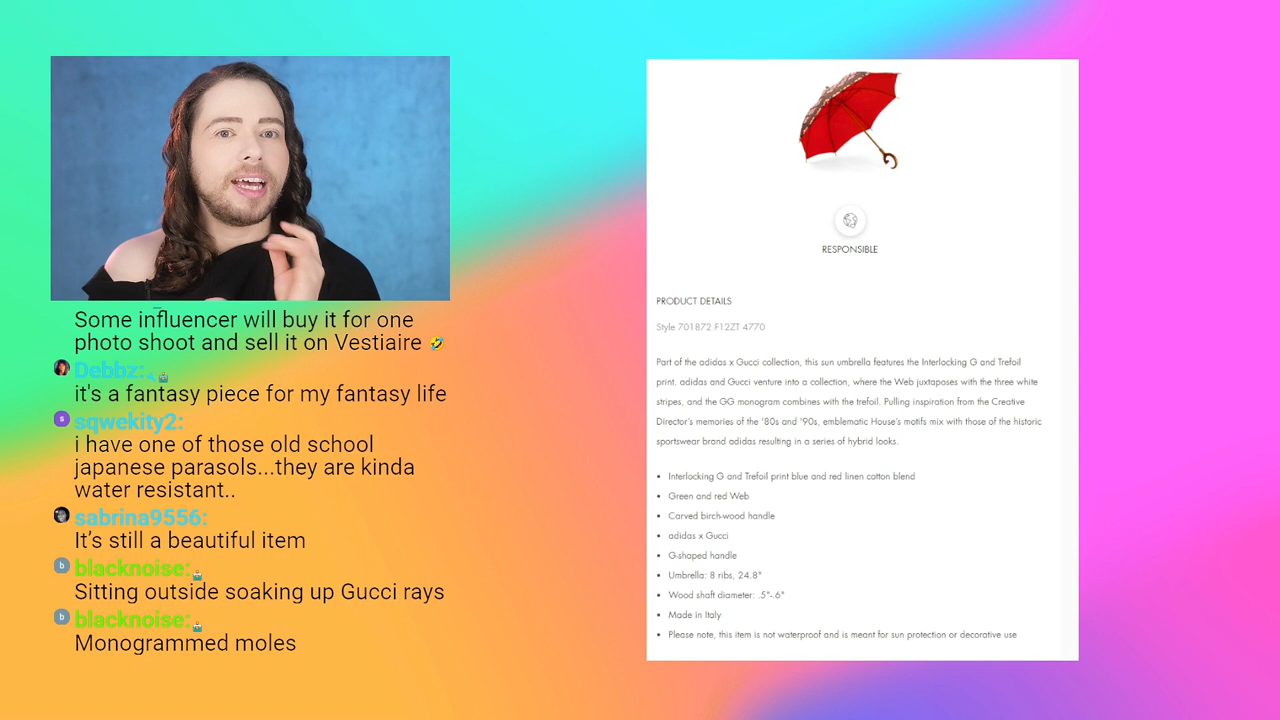 Some influencer will buy it for one
photo shoot and sell it on Vestiaire 🤣
Debbz:
it's a fantasy piece for my fantasy life
s
sqwekity2:
i have one of those old school
japanese parasols...they are kinda
water resistant..
sabrina9556:
It’s still a beautiful item
b
blacknoise:
Sitting outside soaking up Gucci rays
b
blacknoise:
Monogrammed moles
RESPONSIBLE
PRODUCT DETAILS
Style 701872 F12ZT 4770
Part of the adidas x Gucci collection, this sun umbrella features the Interlocking G and Trefoil
print. adidas and Gucci venture into a collection, where the Web juxtaposes with the three white
stripes, and the GG monogram combines with the trefoil. Pulling inspiration from the Creative
Director's memories of the '80s and '90s, emblematic House's motifs mix with those of the historic
sportswear brand adidas resulting in a series of hybrid looks.
• Interlocking G and Trefoil print blue and red linen cotton blend
• Green and red Web
• Carved birch-wood handle
• adidas x Gucci
• G-shaped handle
• Umbrella: 8 ribs, 24.8"
• Wood shaft diameter: .5"-.6"
• Made in Italy
• Please note, this item is not waterproof and is meant for sun protection or decorative use